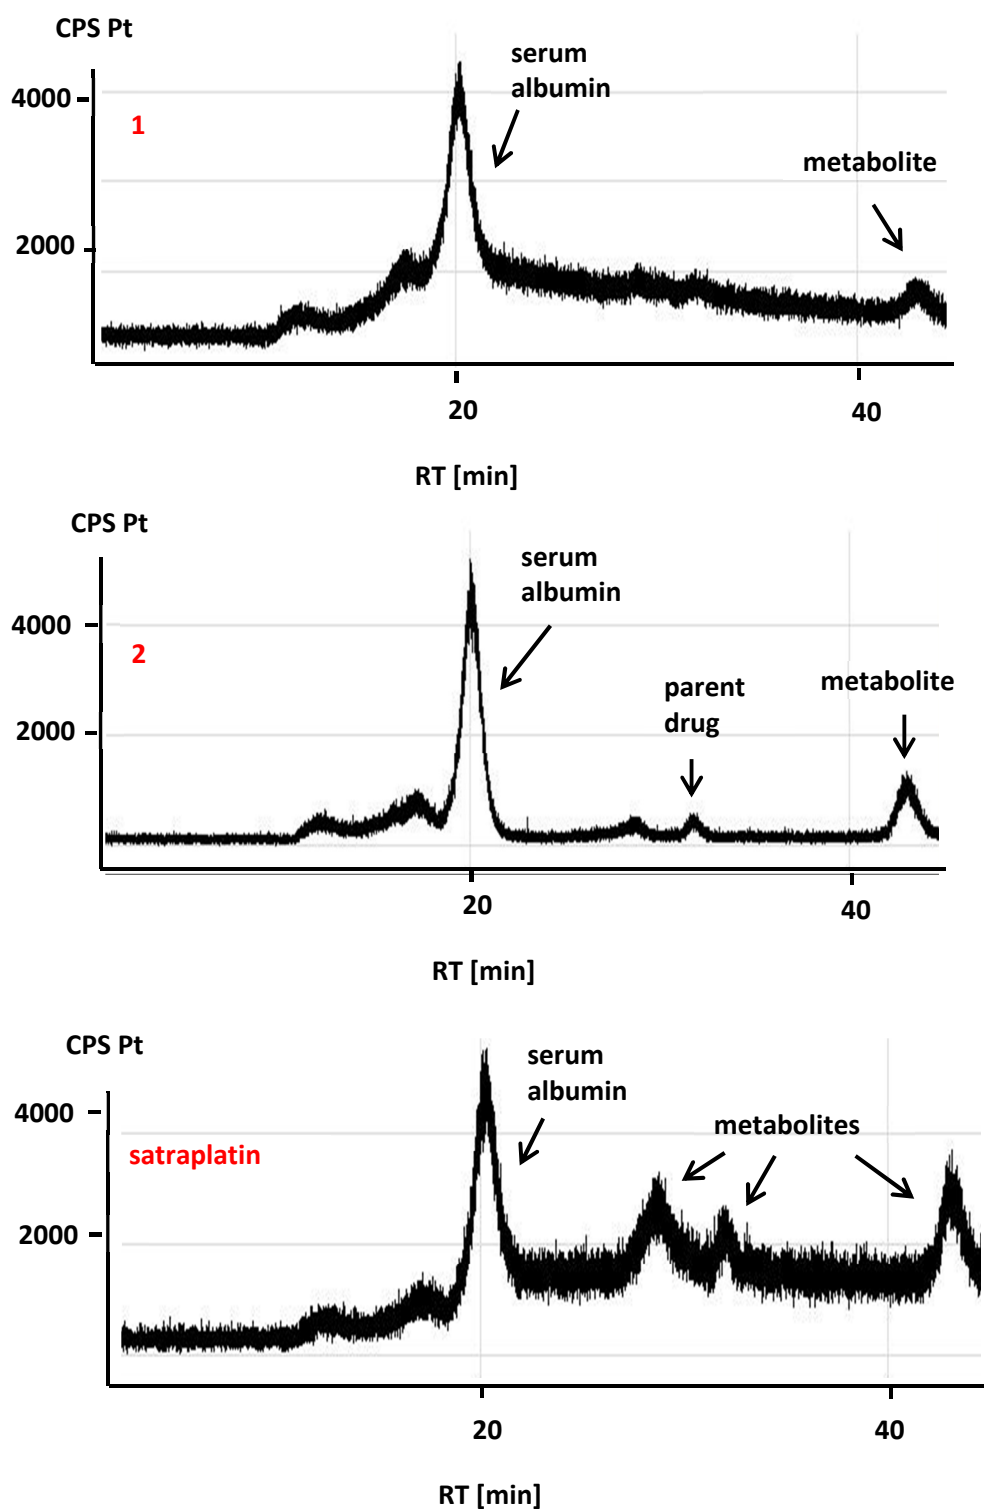 CPS Pt
serum
albumin
4000
1
metabolite
2000
20
40
RT [min]
CPS Pt
serum
albumin
4000
2
parent
drug
metabolite
2000
20
40
RT [min]
CPS Pt
serum
albumin
4000
metabolites
satraplatin
2000
20
40
RT [min]